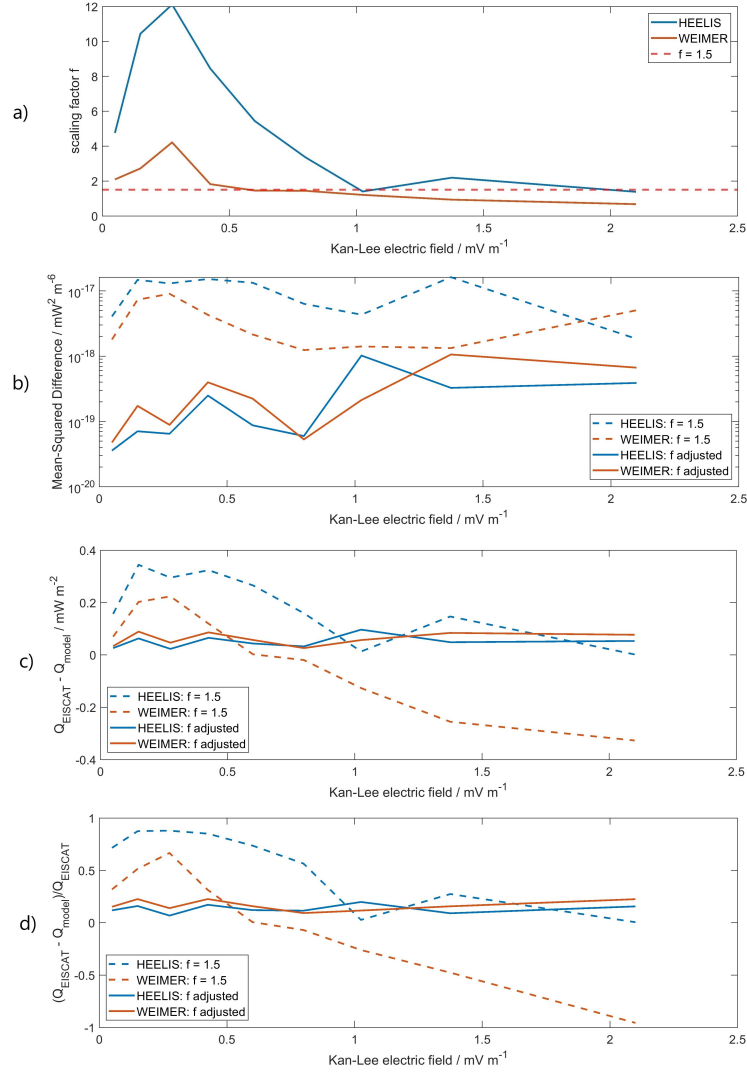 a)
scaling factor f
12
10
8
6
4
2
0
HEELIS
WEIMER
f = 1.5
0 0.5 1 1.5 2 2.5
Kan-Lee electric field / mV m⁻¹
b)
Mean-Squared Difference / mW² m⁻⁶
10⁻¹⁷
10⁻¹⁸
10⁻¹⁹
10⁻²⁰
HEELIS: f = 1.5
WEIMER: f = 1.5
HEELIS: f adjusted
WEIMER: f adjusted
0 0.5 1 1.5 2 2.5
Kan-Lee electric field / mV m⁻¹
c)
Q_EISCAT - Q_model / mW m⁻²
0.4
0.2
0
-0.2
-0.4
HEELIS: f = 1.5
WEIMER: f = 1.5
HEELIS: f adjusted
WEIMER: f adjusted
0 0.5 1 1.5 2 2.5
Kan-Lee electric field / mV m⁻¹
d)
(Q_EISCAT - Q_model)/Q_EISCAT
1
0.5
0
-0.5
-1
HEELIS: f = 1.5
WEIMER: f = 1.5
HEELIS: f adjusted
WEIMER: f adjusted
0 0.5 1 1.5 2 2.5
Kan-Lee electric field / mV m⁻¹